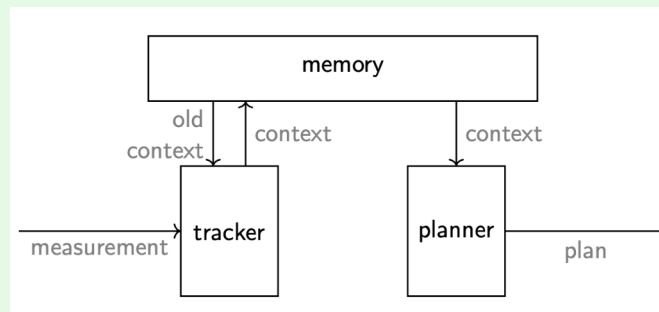 memory
old
context
context
context
measurement
tracker
planner
plan